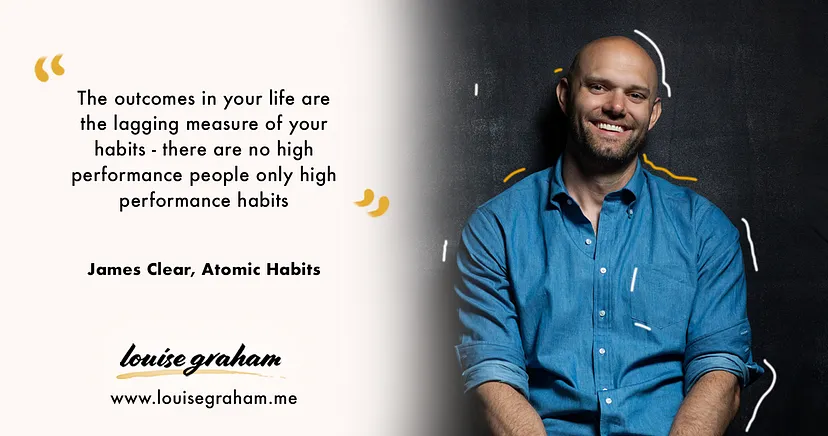 “
The outcomes in your life are
the lagging measure of your
habits - there are no high
performance people only high
performance habits
”
James Clear, Atomic Habits
louise graham
www.louisegraham.me